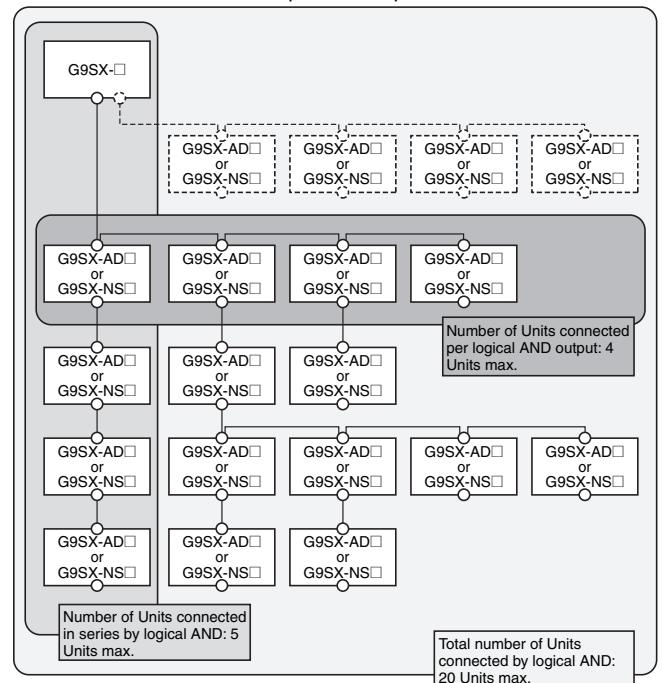 G9SX-□
G9SX-AD□ or G9SX-NS□
G9SX-AD□ or G9SX-NS□
G9SX-AD□ or G9SX-NS□
G9SX-AD□ or G9SX-NS□
G9SX-AD□ or G9SX-NS□
G9SX-AD□ or G9SX-NS□
G9SX-AD□ or G9SX-NS□
G9SX-AD□ or G9SX-NS□
Number of Units connected
per logical AND output: 4
Units max.
G9SX-AD□ or G9SX-NS□
G9SX-AD□ or G9SX-NS□
G9SX-AD□ or G9SX-NS□
G9SX-AD□ or G9SX-NS□
G9SX-AD□ or G9SX-NS□
G9SX-AD□ or G9SX-NS□
G9SX-AD□ or G9SX-NS□
G9SX-AD□ or G9SX-NS□
G9SX-AD□ or G9SX-NS□
G9SX-AD□ or G9SX-NS□
G9SX-AD□ or G9SX-NS□
Number of Units connected
in series by logical AND: 5
Units max.
Total number of Units
connected by logical AND:
20 Units max.